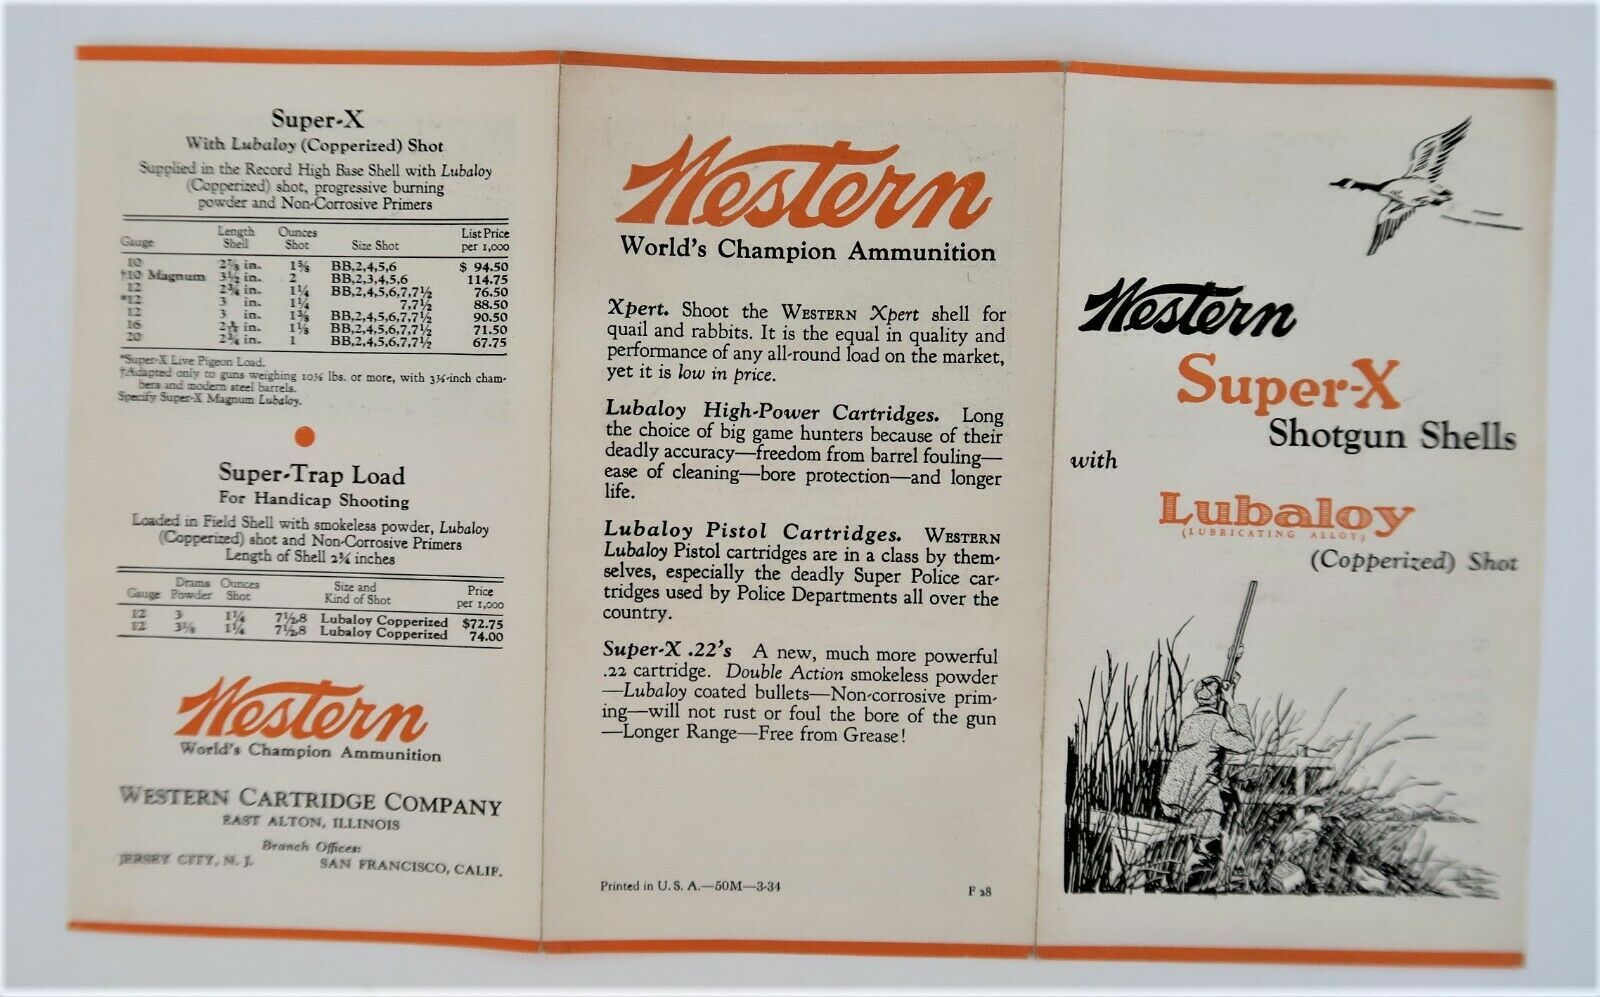 Super-X
With Lubaloy (Copperized) Shot
Supplied in the Record High Base Shell with Lubaloy
(Copperized) shot, progressive burning
powder and Non-Corrosive Primers
Gauge Length Shell Ounces Shot Size Shot List Price per 1,000
10 2⅞ in. 1⅝ BB,2,4,5,6 $ 94.50
†10 Magnum 3½ in. 2 BB,2,3,4,5,6 114.75
12 2¾ in. 1¼ BB,2,4,5,6,7,7½ 76.50
*12 3 in. 1¼ 7,7½ 88.50
12 3 in. 1⅜ BB,2,4,5,6,7,7½ 90.50
16 in. 1⅛ BB,2,4,5,6,7,7½ 71.50
20 2¾ in. 1 BB,2,4,5,6,7,7½ 67.75
*Super-X Live Pigeon Load.
†Adapted only to guns weighing 10½ lbs. or more, with 3½-inch cham-
bers and modern steel barrels.
Specify Super-X Magnum Lubaloy.
Super-Trap Load
For Handicap Shooting
Loaded in Field Shell with smokeless powder, Lubaloy
(Copperized) shot and Non-Corrosive Primers
Length of Shell 2¾ inches
Gauge Drams Powder Ounces Shot Size and Kind of Shot Price per 1,000
12 3 1¼ 7½,8 Lubaloy Copperized $72.75
12 3⅛ 1¼ 7½,8 Lubaloy Copperized 74.00
Western
World's Champion Ammunition
WESTERN CARTRIDGE COMPANY
EAST ALTON, ILLINOIS
Branch Offices:
JERSEY CITY, N. J. SAN FRANCISCO, CALIF.
Western
World's Champion Ammunition
Xpert. Shoot the WESTERN Xpert shell for
quail and rabbits. It is the equal in quality and
performance of any all-round load on the market,
yet it is low in price.
Lubaloy High-Power Cartridges. Long
the choice of big game hunters because of their
deadly accuracy—freedom from barrel fouling—
ease of cleaning—bore protection—and longer
life.
Lubaloy Pistol Cartridges. WESTERN
Lubaloy Pistol cartridges are in a class by them-
selves, especially the deadly Super Police car-
tridges used by Police Departments all over the
country.
Super-X .22's A new, much more powerful
.22 cartridge. Double Action smokeless powder
—Lubaloy coated bullets—Non-corrosive prim-
ing—will not rust or foul the bore of the gun
—Longer Range—Free from Grease!
Printed in U. S. A.—50M—3-34 F 28
Western
Super-X
Shotgun Shells
with
Lubaloy
(LUBRICATING ALLOY)
(Copperized) Shot